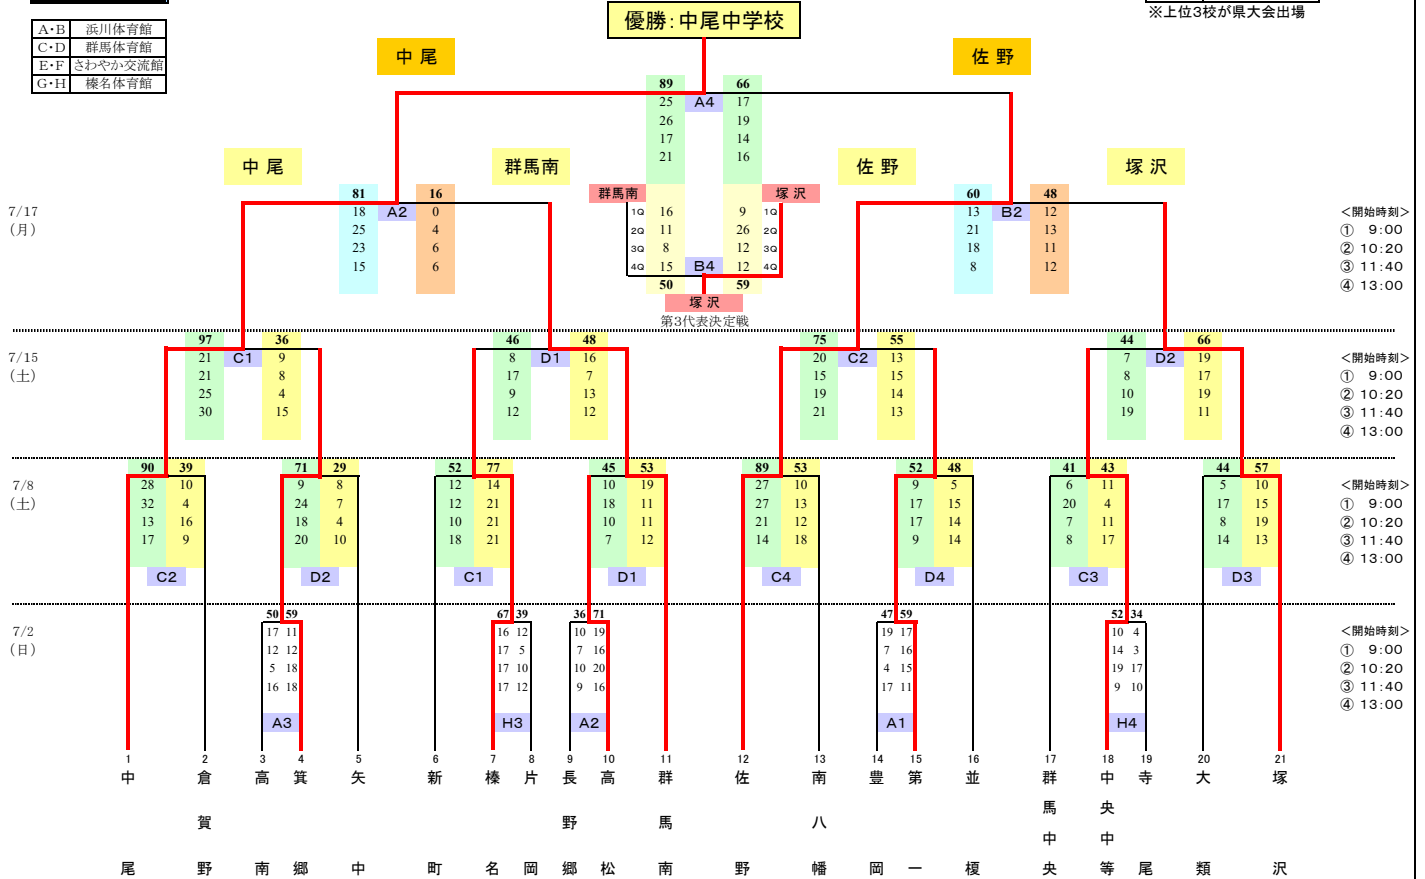 優勝:中尾中学校
※上位3校が県大会出場
A・B 浜川体育館
C・D 群馬体育館
E・F さわやか交流館
G・H 榛名体育館
中 尾
佐 野
89 66
25 A4 17
26 19
17 14
21 16
中 尾
群馬南
佐 野
塚 沢
7/17
(月)
81 16
18 A2 0
25 4
23 6
15 6
群馬南 塚 沢
1Q 16 9 1Q
2Q 11 26 2Q
3Q 8 12 3Q
4Q 15 B4 12 4Q
50 59
塚 沢
第3代表決定戦
60 48
13 B2 12
21 13
18 11
8 12
<開始時刻>
① 9:00
② 10:20
③ 11:40
④ 13:00
7/15
(土)
97 36
21 C1 9
21 8
25 4
30 15
46 48
8 D1 16
17 7
9 13
12 12
75 55
20 C2 13
15 15
19 14
21 13
44 66
7 D2 19
8 17
10 19
19 11
<開始時刻>
① 9:00
② 10:20
③ 11:40
④ 13:00
7/8
(土)
90 39
28 10
32 4
13 16
17 9
C2
71 29
9 8
24 7
18 4
20 10
D2
52 77
12 14
12 21
10 21
18 21
C1
45 53
10 19
18 11
10 11
7 12
D1
89 53
27 10
27 13
21 12
14 18
C4
52 48
9 5
17 15
17 14
9 14
D4
41 43
6 11
20 4
7 11
8 17
C3
44 57
5 10
17 15
8 19
14 13
D3
<開始時刻>
① 9:00
② 10:20
③ 11:40
④ 13:00
7/2
(日)
50 59
17 11
12 12
5 18
16 18
A3
67 39
16 12
17 5
17 10
17 12
H3
36 71
10 19
7 16
10 20
9 16
A2
47 59
19 17
7 16
4 15
17 11
A1
52 34
10 4
14 3
19 17
9 10
H4
<開始時刻>
① 9:00
② 10:20
③ 11:40
④ 13:00
1 中尾
2 倉賀野
3 高南
4 箕郷
5 矢中
6 新町
7 榛名
8 片岡
9 長野郷
10 高松
11 群馬南
12 佐野
13 南八幡
14 豊岡
15 第一
16 並榎
17 群馬中央
18 中央中等
19 寺尾
20 大類
21 塚沢